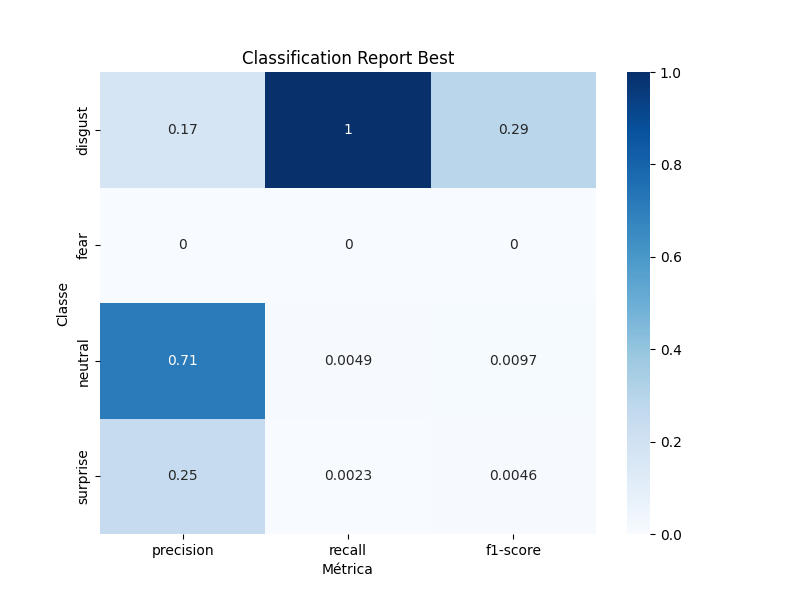 Classification Report Best
Classe
disgust 0.17 1 0.29
fear 0 0 0
neutral 0.71 0.0049 0.0097
surprise 0.25 0.0023 0.0046
precision recall f1-score
Métrica
1.0
0.8
0.6
0.4
0.2
0.0